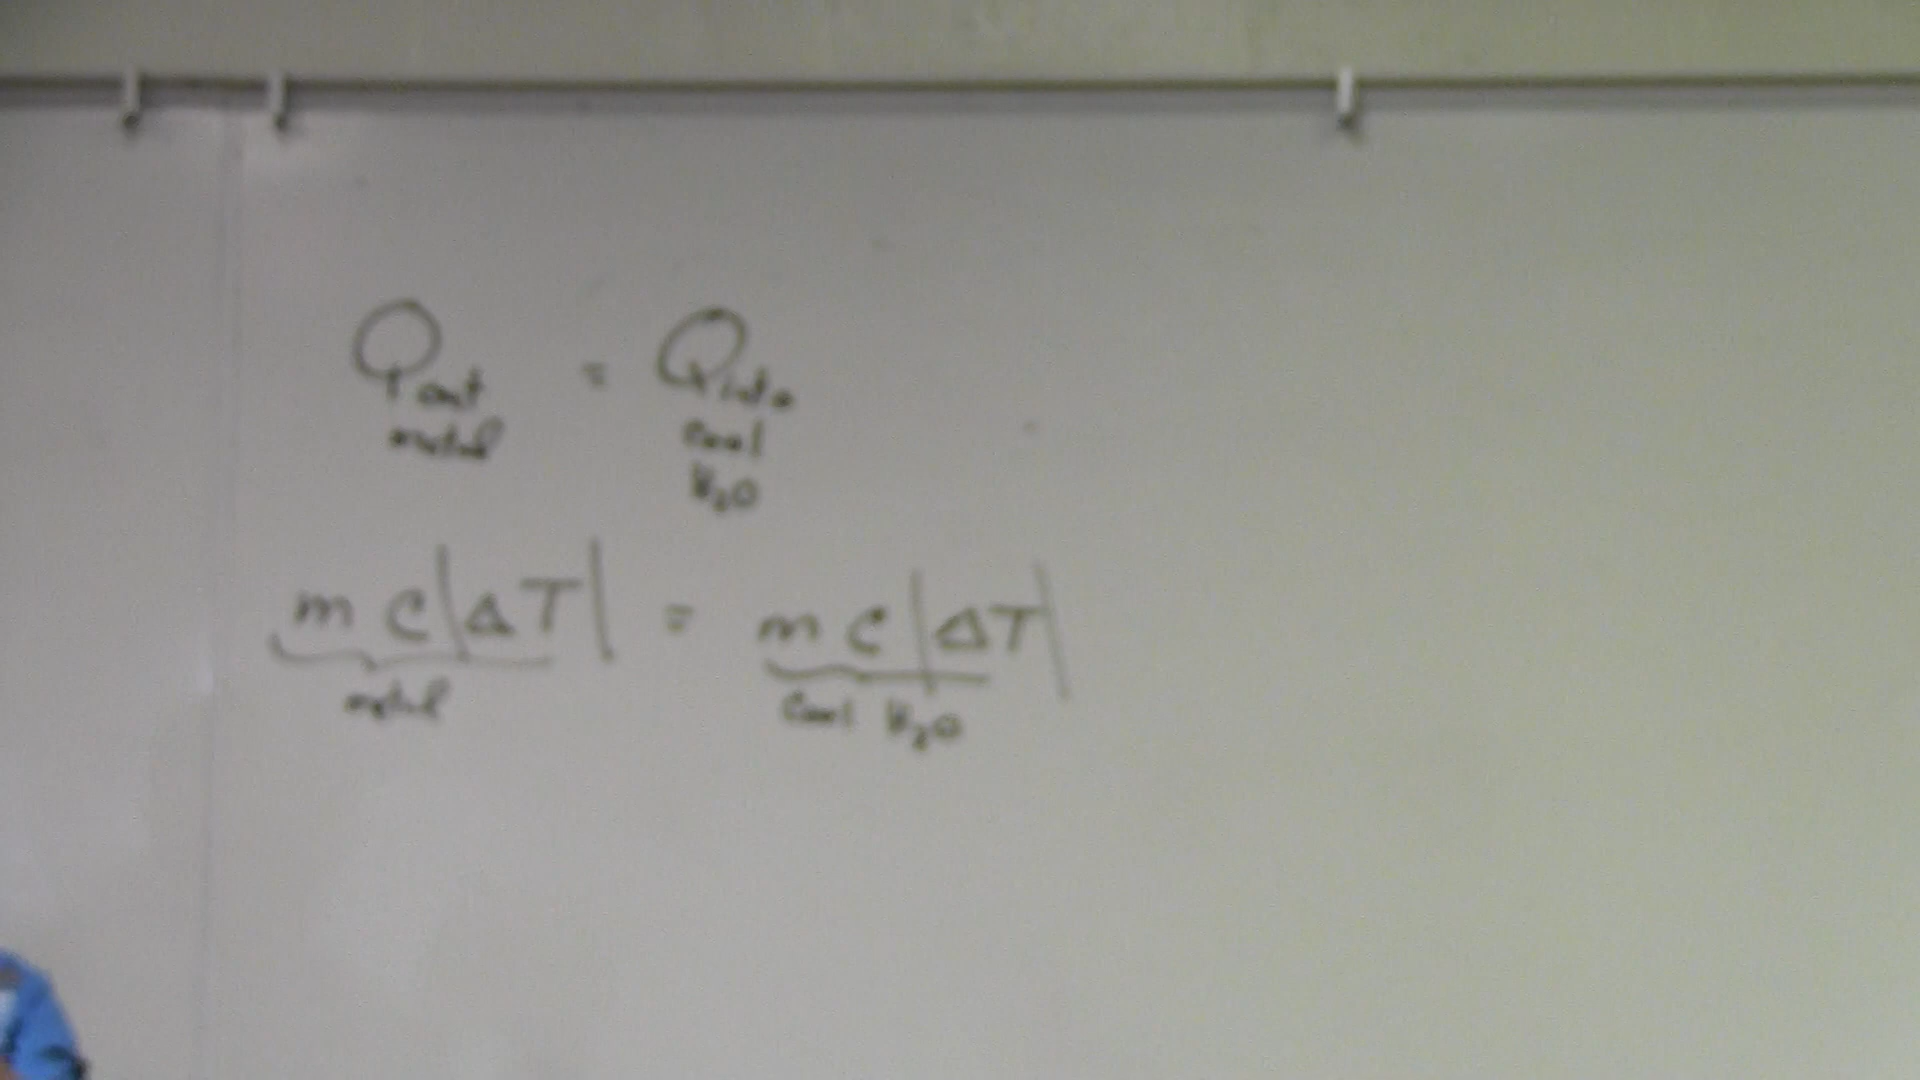 Q out = Q into
metal cool
H₂O
m c |ΔT| = m c |ΔT|
metal cool H₂O